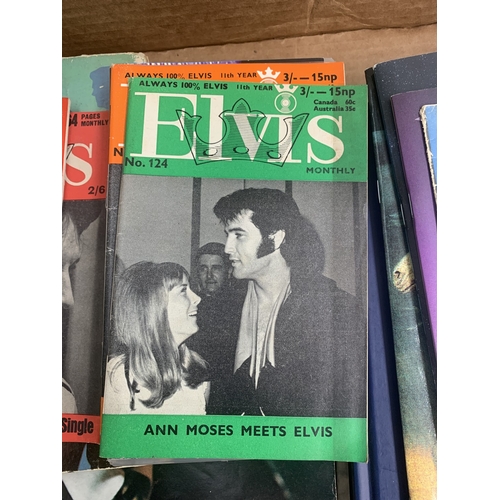 ALWAYS 100% ELVIS 11TH YEAR 3/-—15np
ALWAYS 100% ELVIS 11TH YEAR 3/-—15np
Canada 60c
Australia 35c
Elvis
MONTHLY
No. 124
ANN MOSES MEETS ELVIS
PAGES
MONTHLY
2/6
Single